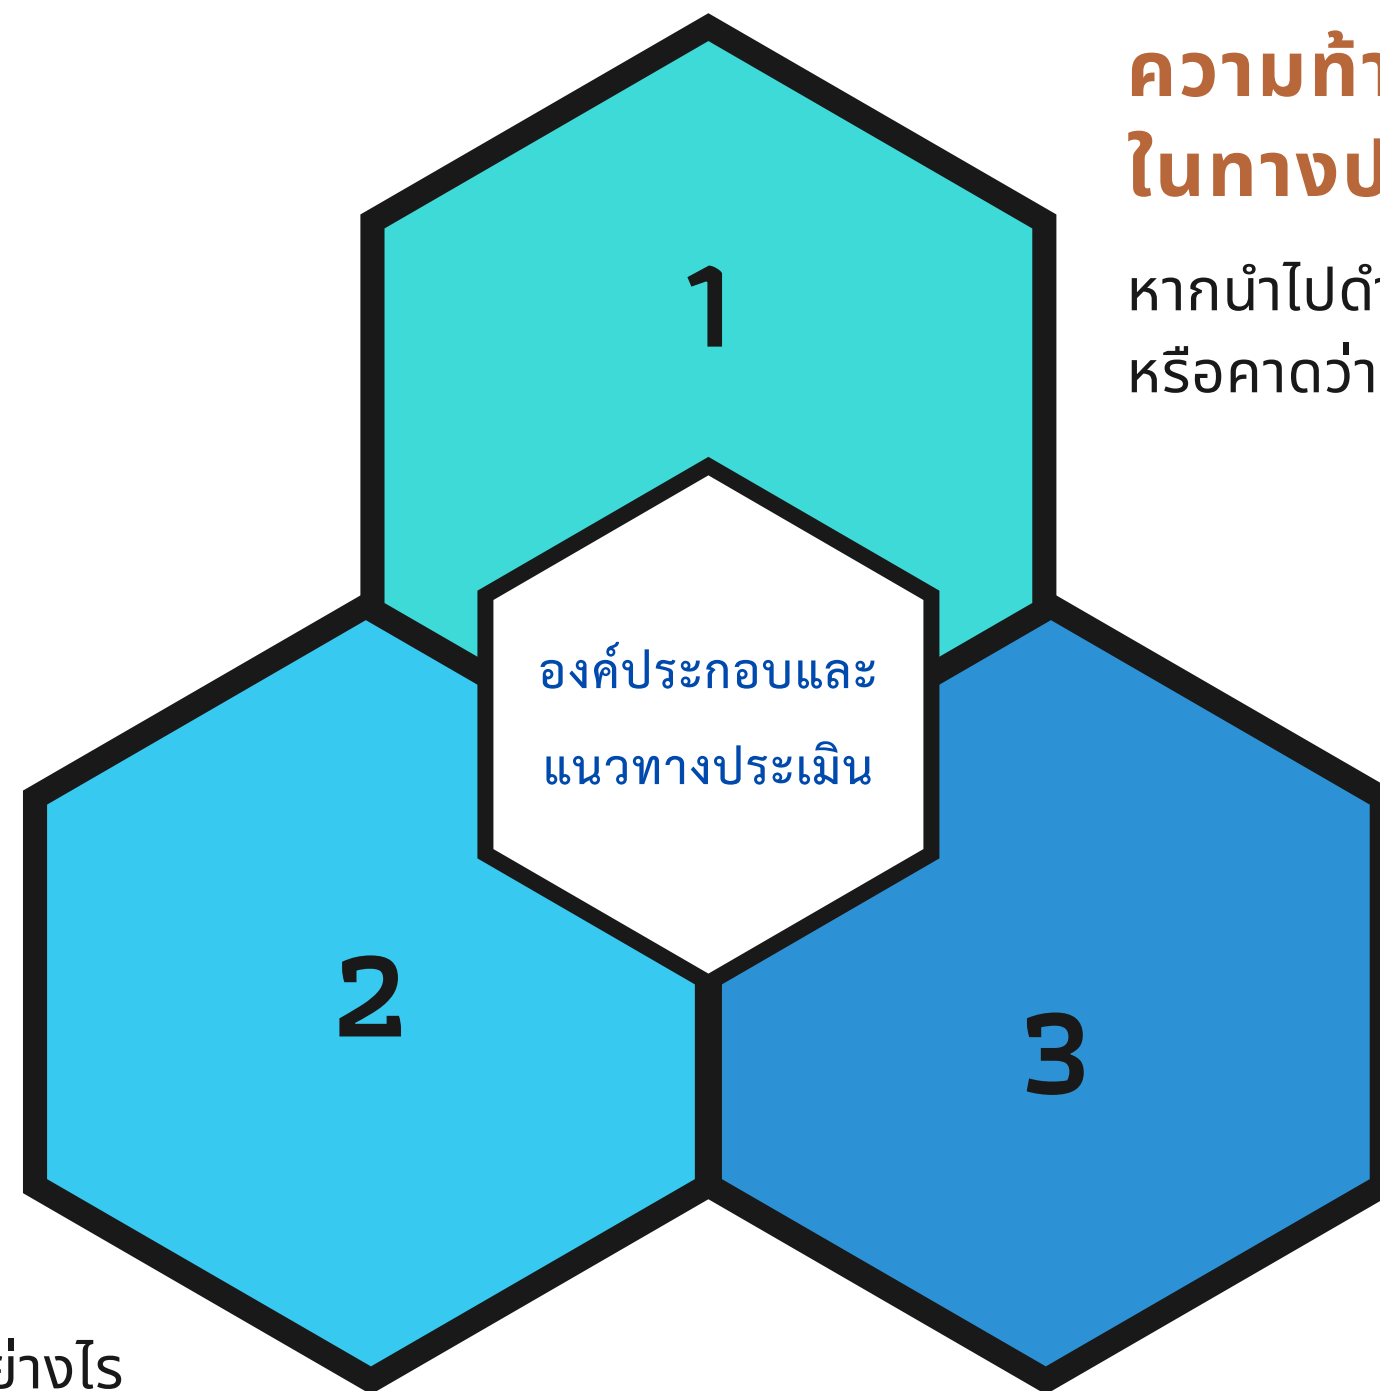 ความท้า
ในทางป
หากนำไปดำ
หรือคาดว่า
1
องค์ประกอบและ
แนวทางประเมิน
2
3
ย่างไร